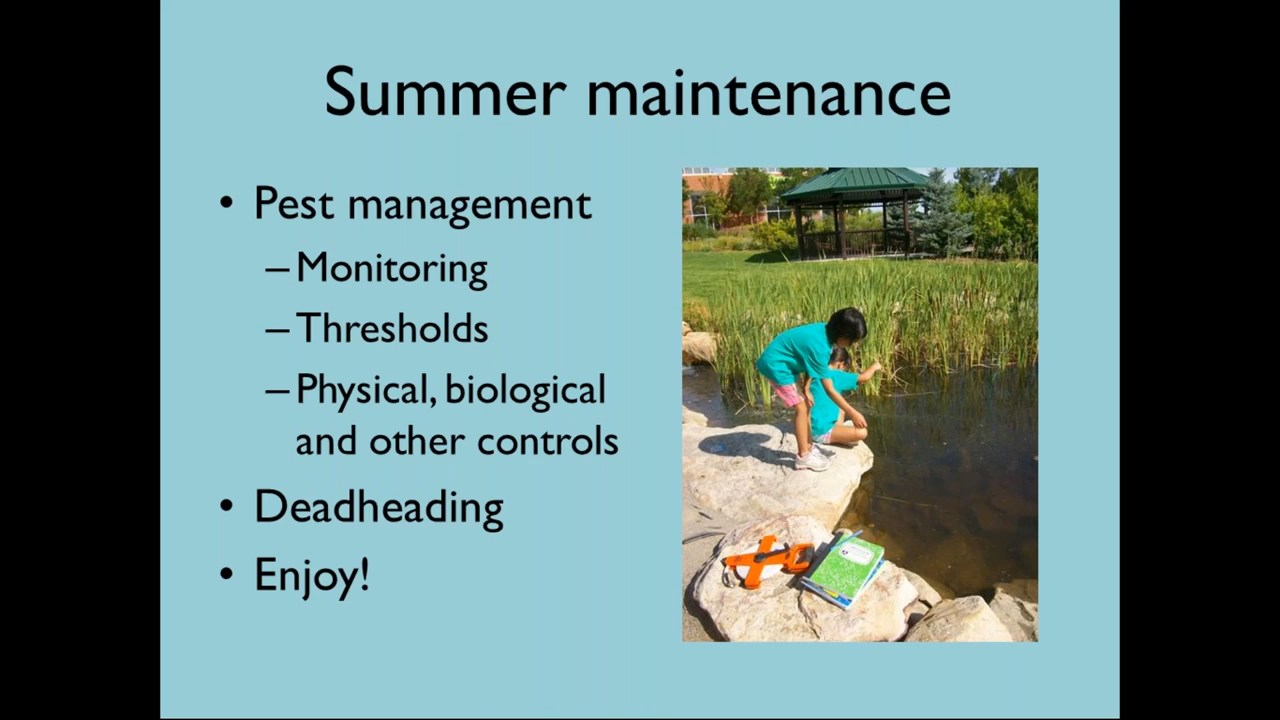 Summer maintenance
• Pest management
– Monitoring
– Thresholds
– Physical, biological
and other controls
• Deadheading
• Enjoy!